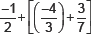 -1/2 + [(-4/3) + 3/7]